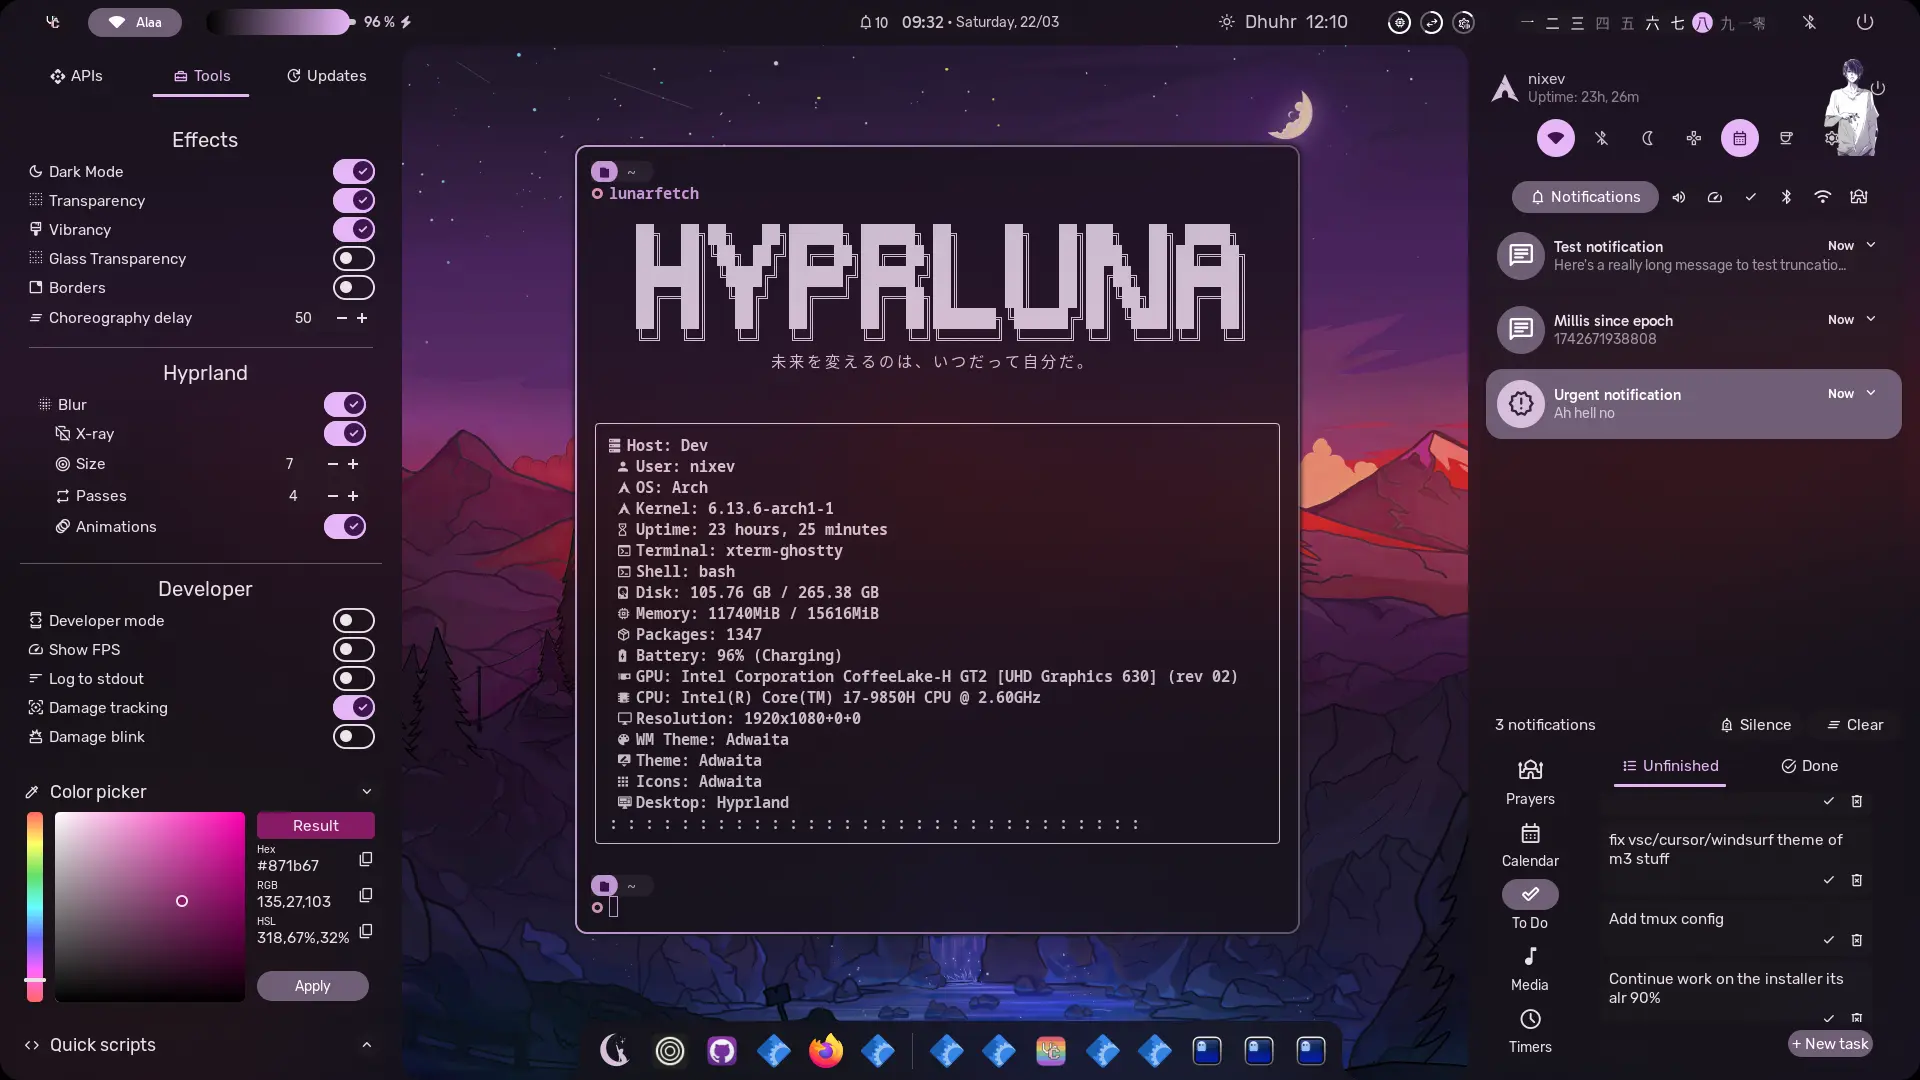 Alaa
96 %
10
09:32 • Saturday, 22/03
Dhuhr 12:10
一 二 三 四 五 六 七 八 九 一零
APIs
Tools
Updates
Effects
Dark Mode
Transparency
Vibrancy
Glass Transparency
Borders
Choreography delay 50 − +
Hyprland
Blur
X-ray
Size 7 − +
Passes 4 − +
Animations
Developer
Developer mode
Show FPS
Log to stdout
Damage tracking
Damage blink
Color picker
Result
Hex
#871b67
RGB
135,27,103
HSL
318,67%,32%
Apply
Quick scripts
~
lunarfetch
HYPRLUNA
未来を変えるのは、いつだって自分だ。
Host: Dev
User: nixev
OS: Arch
Kernel: 6.13.6-arch1-1
Uptime: 23 hours, 25 minutes
Terminal: xterm-ghostty
Shell: bash
Disk: 105.76 GB / 265.38 GB
Memory: 11740MiB / 15616MiB
Packages: 1347
Battery: 96% (Charging)
GPU: Intel Corporation CoffeeLake-H GT2 [UHD Graphics 630] (rev 02)
CPU: Intel(R) Core(TM) i7-9850H CPU @ 2.60GHz
Resolution: 1920x1080+0+0
WM Theme: Adwaita
Theme: Adwaita
Icons: Adwaita
Desktop: Hyprland
: : : : : : : : : : : : : : : : : : : : : : : : : : : : : :
~
nixev
Uptime: 23h, 26m
Notifications
Test notification Now
Here's a really long message to test truncatio...
Millis since epoch Now
1742671938808
Urgent notification Now
Ah hell no
3 notifications
Silence
Clear
Prayers
Calendar
To Do
Media
Timers
Unfinished
Done
fix vsc/cursor/windsurf theme of
m3 stuff
Add tmux config
Continue work on the installer its
alr 90%
+ New task